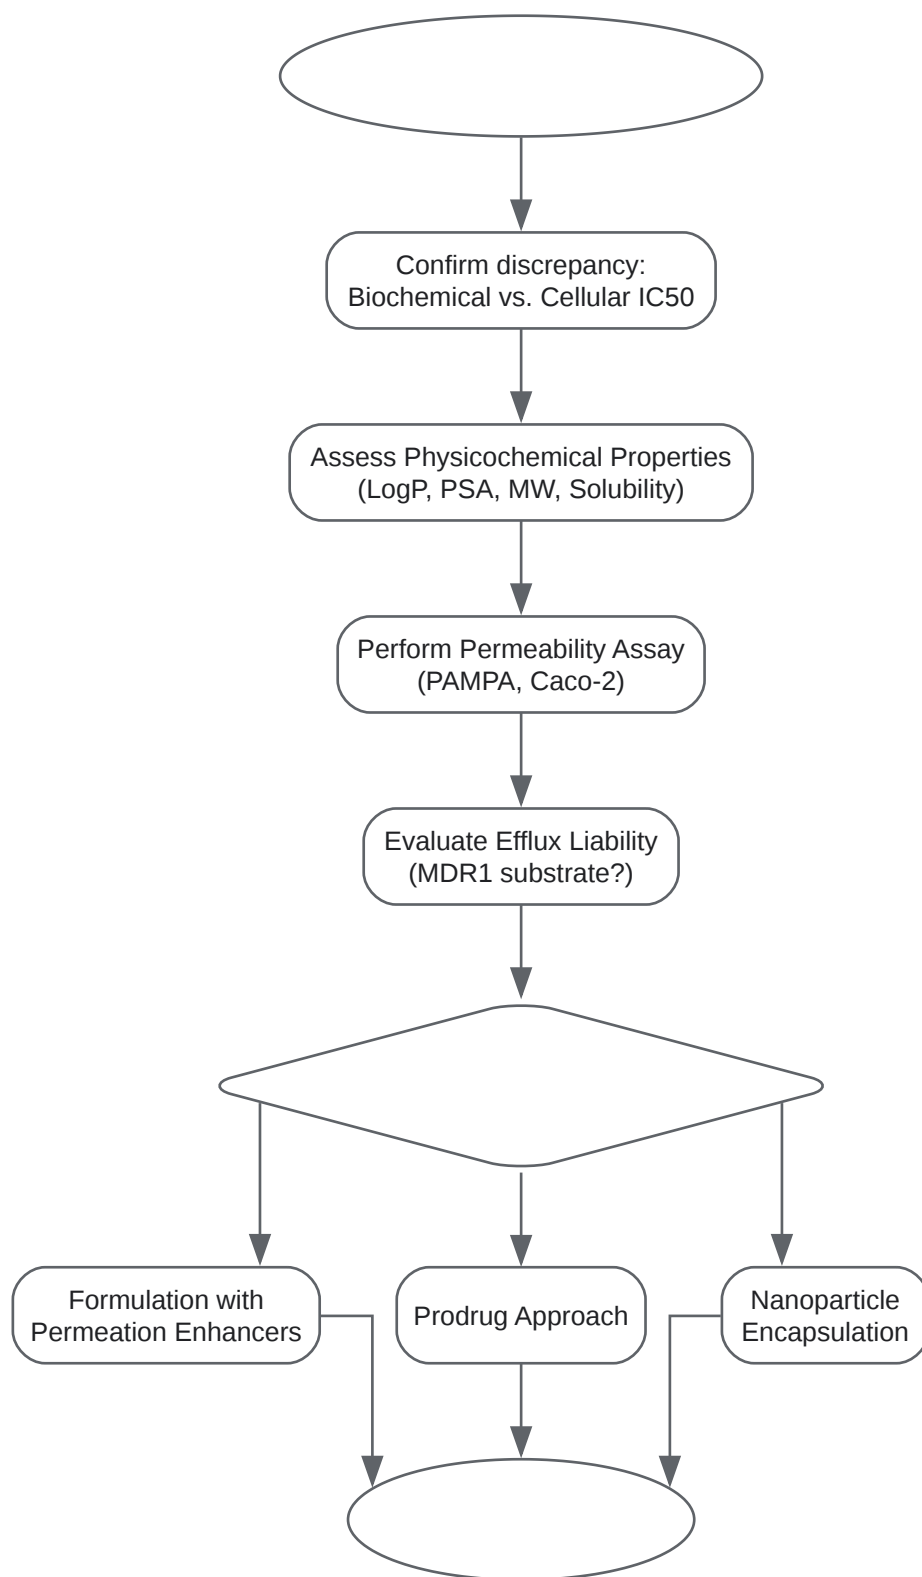 Confirm discrepancy:
Biochemical vs. Cellular IC50
Assess Physicochemical Properties
(LogP, PSA, MW, Solubility)
Perform Permeability Assay
(PAMPA, Caco-2)
Evaluate Efflux Liability
(MDR1 substrate?)
Formulation with
Permeation Enhancers
Prodrug Approach
Nanoparticle
Encapsulation